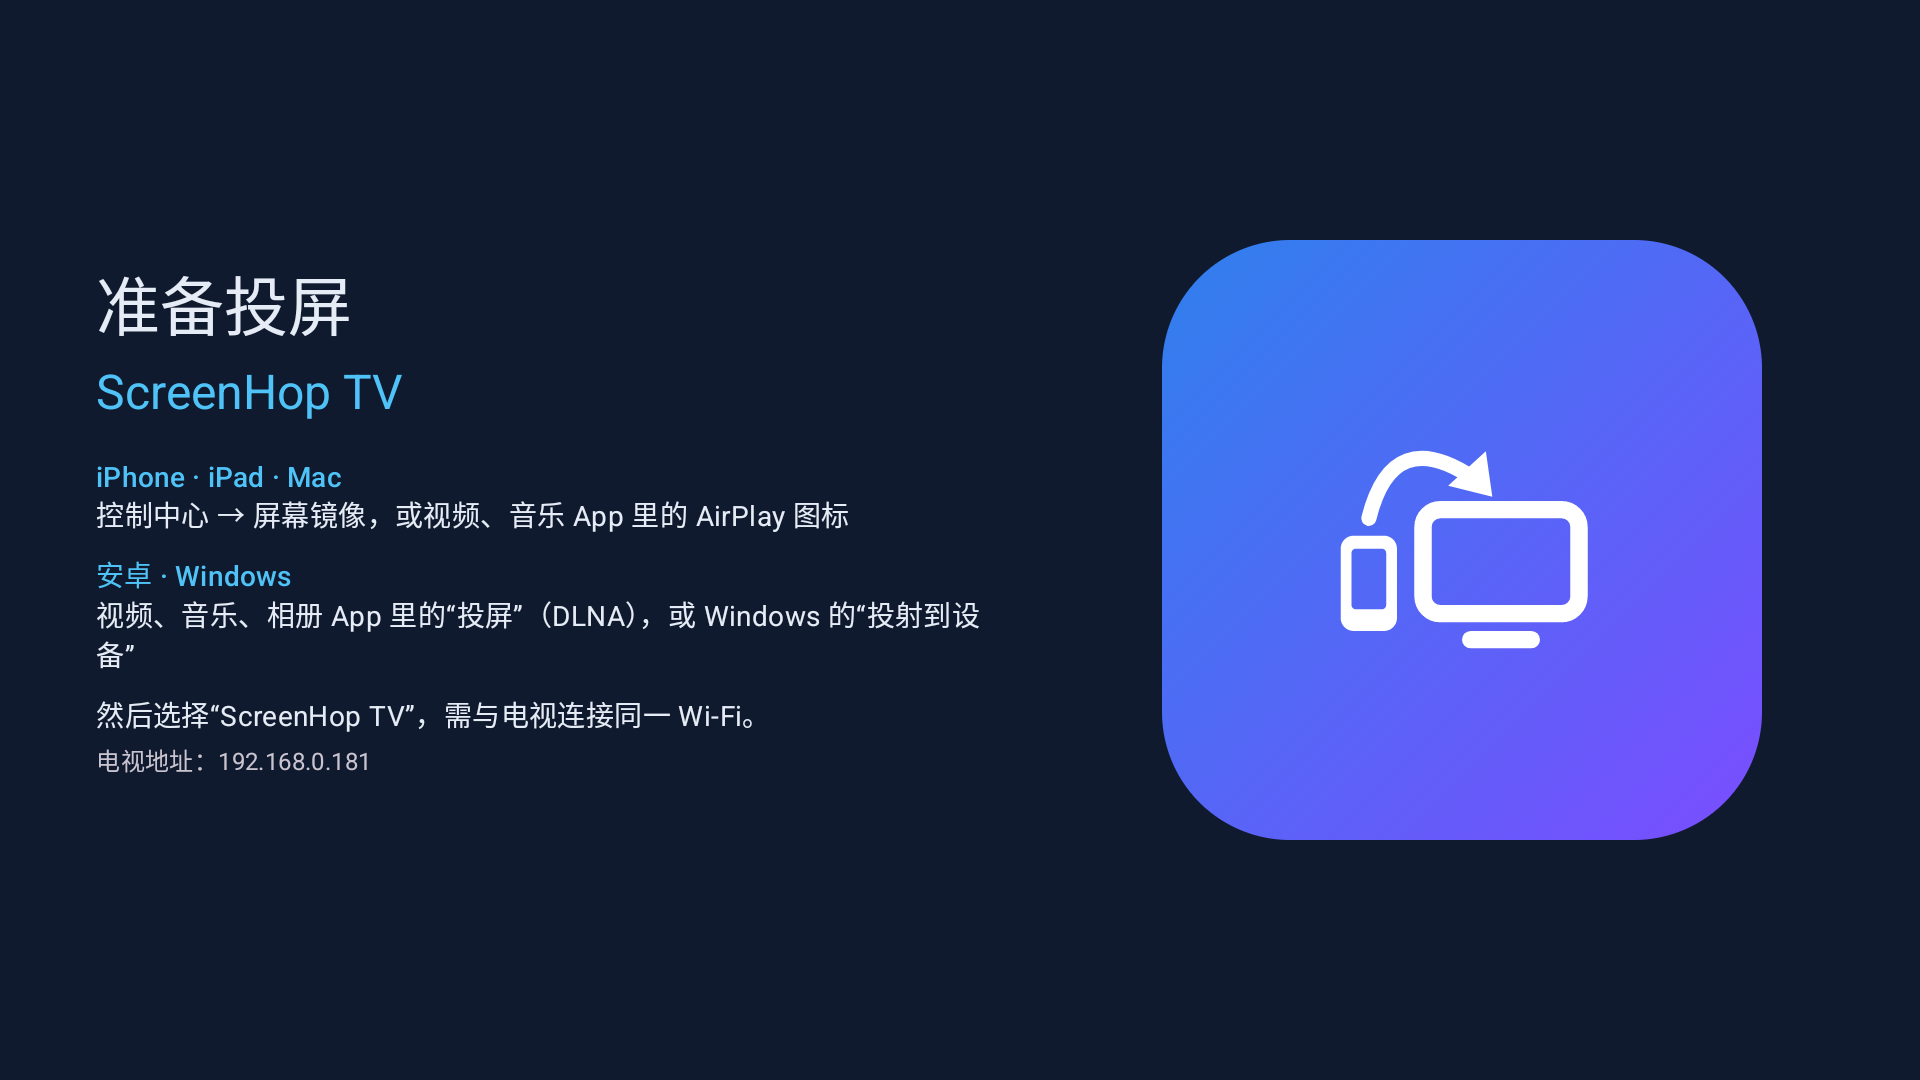 准备投屏
ScreenHop TV
iPhone · iPad · Mac
控制中心 → 屏幕镜像，或视频、音乐 App 里的 AirPlay 图标
安卓 · Windows
视频、音乐、相册 App 里的“投屏”（DLNA），或 Windows 的“投射到设
备”
然后选择“ScreenHop TV”，需与电视连接同一 Wi-Fi。
电视地址：192.168.0.181